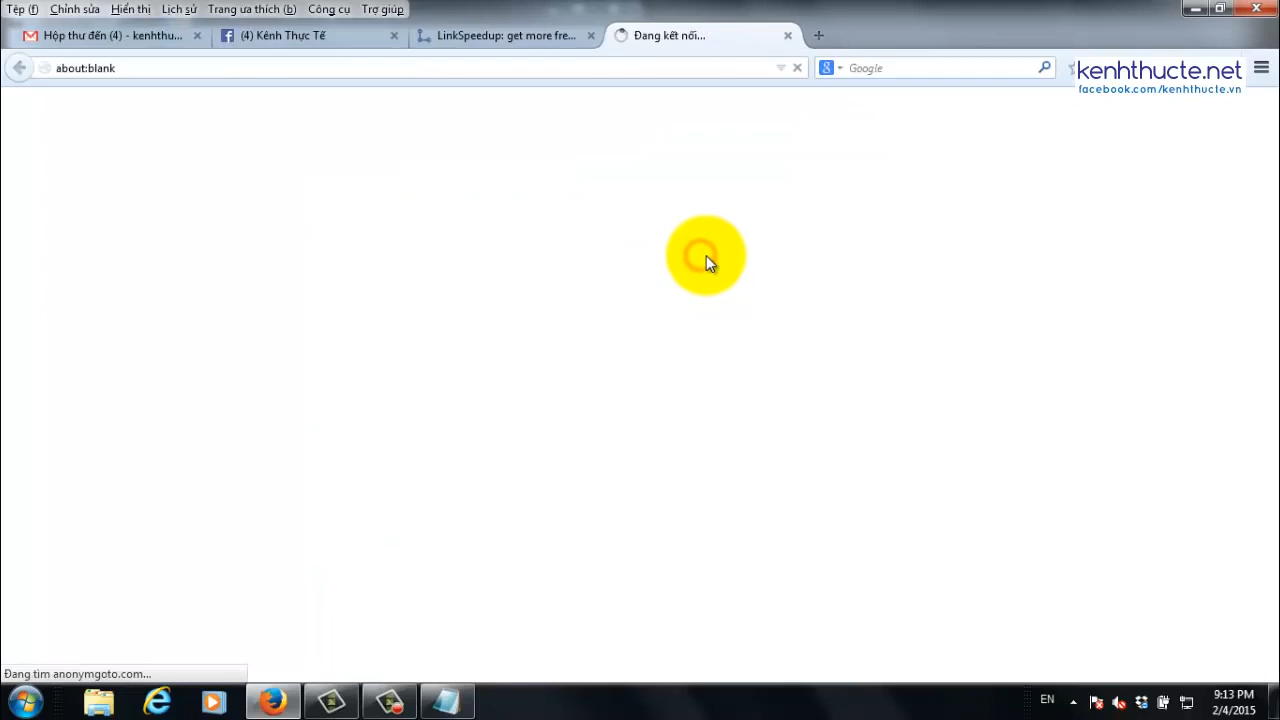 Tệp (f) Chỉnh sửa Hiển thị Lịch sử Trang ưa thích (b) Công cụ Trợ giúp
Hộp thư đến (4) - kenhthu... (4) Kênh Thực Tế LinkSpeedup: get more fre... Đang kết nối...
about:blank Google
kenhthucte.net
facebook.com/kenhthucte.vn
Đang tìm anonymgoto.com...
EN 9:13 PM
2/4/2015